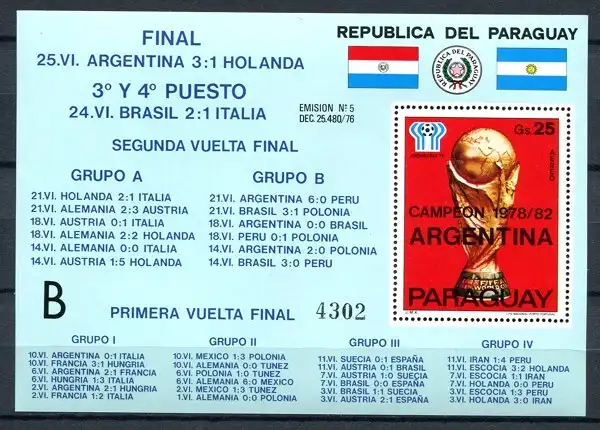 FINAL
25.VI. ARGENTINA 3:1 HOLANDA
3º Y 4º PUESTO
24.VI. BRASIL 2:1 ITALIA
SEGUNDA VUELTA FINAL
GRUPO A
21.VI. HOLANDA 2:1 ITALIA
21.VI. ALEMANIA 2:3 AUSTRIA
18.VI. AUSTRIA 0:1 ITALIA
18.VI. ALEMANIA 2:2 HOLANDA
14.VI. ALEMANIA 0:0 ITALIA
14.VI. AUSTRIA 1:5 HOLANDA
GRUPO B
21.VI. ARGENTINA 6:0 PERU
21.VI. BRASIL 3:1 POLONIA
18.VI. ARGENTINA 0:0 BRASIL
18.VI. PERU 0:1 POLONIA
14.VI. ARGENTINA 2:0 POLONIA
14.VI. BRASIL 3:0 PERU
REPUBLICA DEL PARAGUAY
REPUBLICA DEL PARAGUAY
EMISION Nº 5
DEC. 25.480/76
ARGENTINA 78
Gs. 25
AEREO
CAMPEON 1978/82
ARGENTINA
PARAGUAY
B
PRIMERA VUELTA FINAL
4302
GRUPO I
10.VI. ARGENTINA 0:1 ITALIA
10.VI. FRANCIA 3:1 HUNGRIA
6.VI. ARGENTINA 2:1 FRANCIA
6.VI. HUNGRIA 1:3 ITALIA
2.VI. ARGENTINA 2:1 HUNGRIA
2.VI. FRANCIA 1:2 ITALIA
GRUPO II
10.VI. MEXICO 1:3 POLONIA
10.VI. ALEMANIA 0:0 TUNEZ
6.VI. POLONIA 1:0 TUNEZ
6.VI. ALEMANIA 6:0 MEXICO
2.VI. MEXICO 1:3 TUNEZ
1.VI. ALEMANIA 0:0 POLONIA
GRUPO III
11.VI. SUECIA 0:1 ESPAÑA
11.VI. AUSTRIA 0:1 BRASIL
7.VI. AUSTRIA 1:0 SUECIA
7.VI. BRASIL 0:0 ESPAÑA
3.VI. BRASIL 1:1 SUECIA
3.VI. AUSTRIA 2:1 ESPAÑA
GRUPO IV
11.VI. IRAN 1:4 PERU
11.VI. ESCOCIA 3:2 HOLANDA
7.VI. ESCOCIA 1:1 IRAN
7.VI. HOLANDA 0:0 PERU
3.VI. ESCOCIA 1:3 PERU
3.VI. HOLANDA 3:0 IRAN